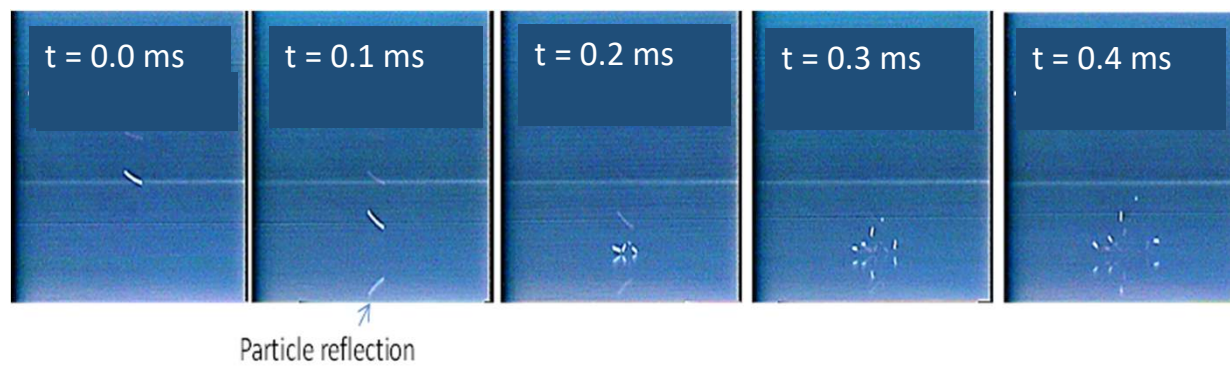 t = 0.0 ms
t = 0.1 ms
t = 0.2 ms
t = 0.3 ms
t = 0.4 ms
Particle reflection